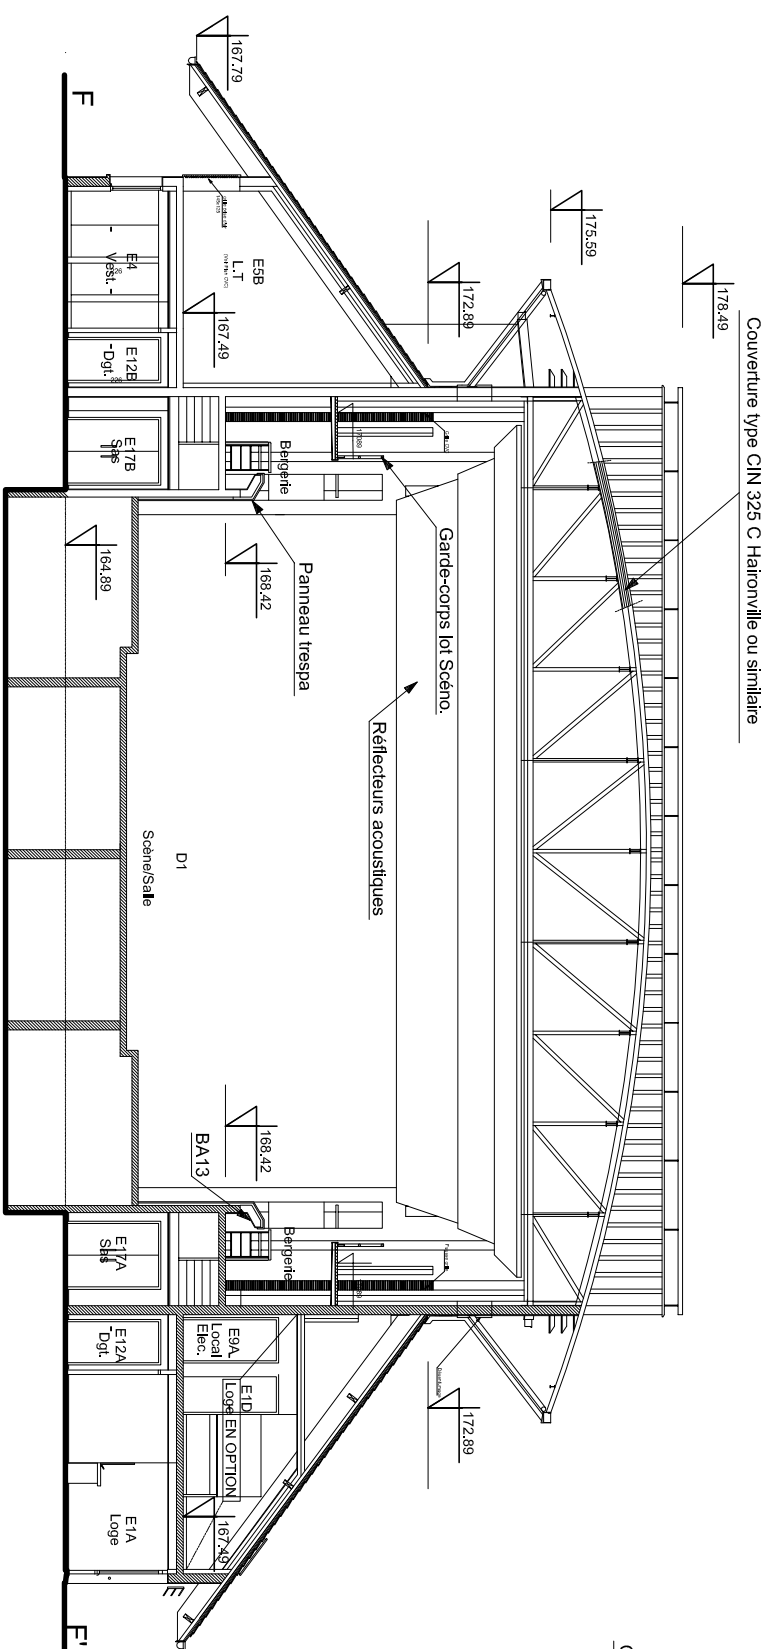 Couverture type CIN 325 C Haironville ou similaire
178.49
175.59
172.89
167.79
F
E5B
L.T
167.49
E4
- Vest. -
E12B
-Dgt.
E17B
Sas
Bergerie
Garde-corps lot Scéno.
Panneau trespa
168.42
164.89
Réflecteurs acoustiques
D1
Scène/Salle
168.42
BA13
Bergerie
E17A
Sas
E12A
-Dgt.
E9A
Local
Elec.
E1D
Loge EN OPTION
172.89
167.49
E1A
Loge
E
F'